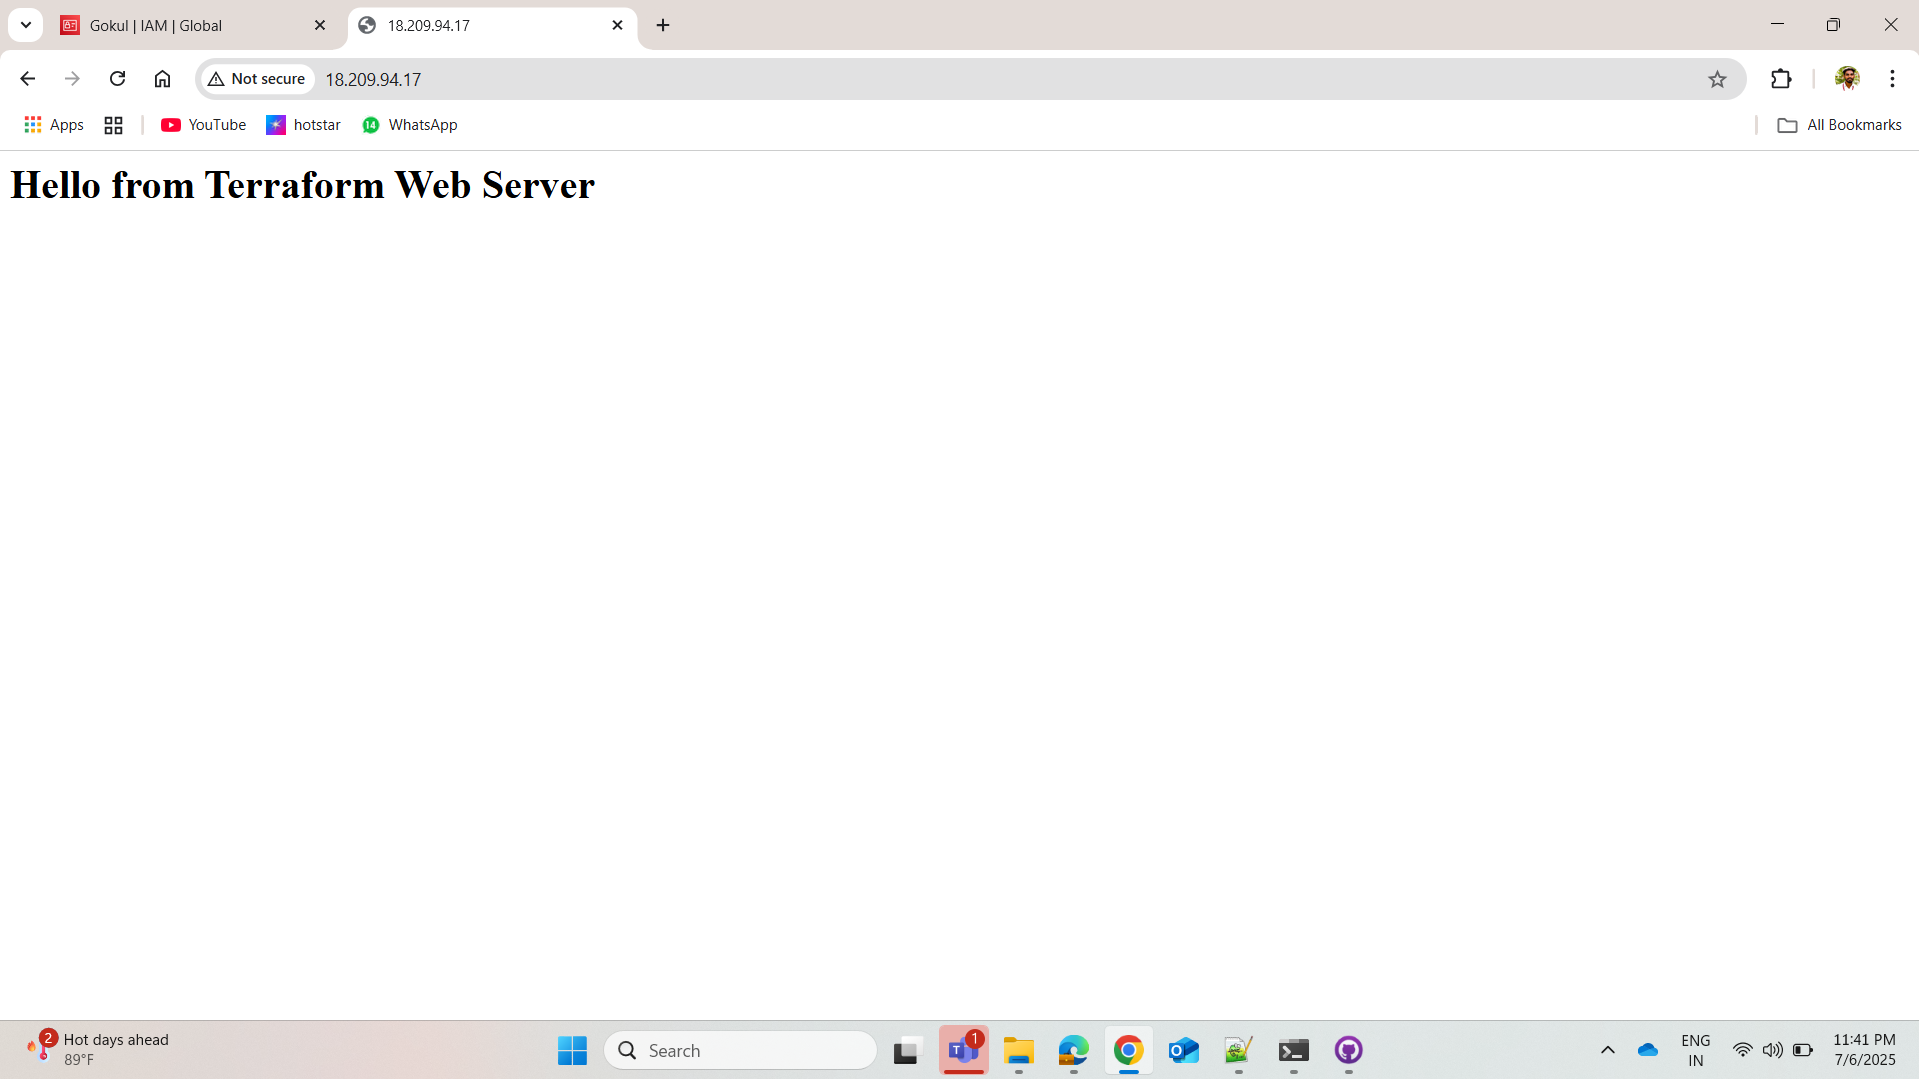 Gokul | IAM | Global
18.209.94.17
Not secure
18.209.94.17
Apps
YouTube
hotstar
14
WhatsApp
All Bookmarks
Hello from Terraform Web Server
2
Hot days ahead
89°F
Search
1
ENG
IN
11:41 PM
7/6/2025